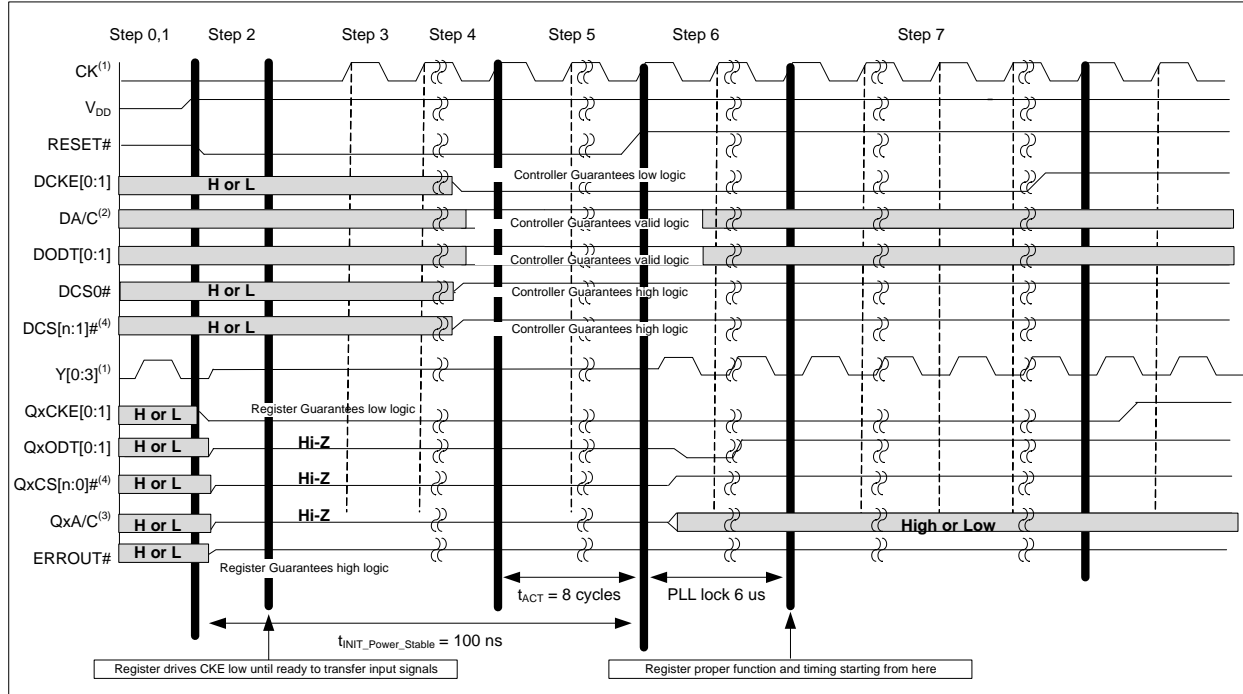 Step 0,1 Step 2 Step 3 Step 4 Step 5 Step 6 Step 7
CK(1)
VDD
RESET#
DCKE[0:1] H or L Controller Guarantees low logic
DA/C(2) Controller Guarantees valid logic
DODT[0:1] Controller Guarantees valid logic
DCS0# H or L Controller Guarantees high logic
DCS[n:1]#(4) H or L Controller Guarantees high logic
Y[0:3](1)
QxCKE[0:1] H or L Register Guarantees low logic
QxODT[0:1] H or L Hi-Z
QxCS[n:0]#(4) H or L Hi-Z
QxA/C(3) H or L Hi-Z High or Low
ERROUT# H or L
Register Guarantees high logic
tACT = 8 cycles PLL lock 6 us
tINIT_Power_Stable = 100 ns
Register drives CKE low until ready to transfer input signals Register proper function and timing starting from here